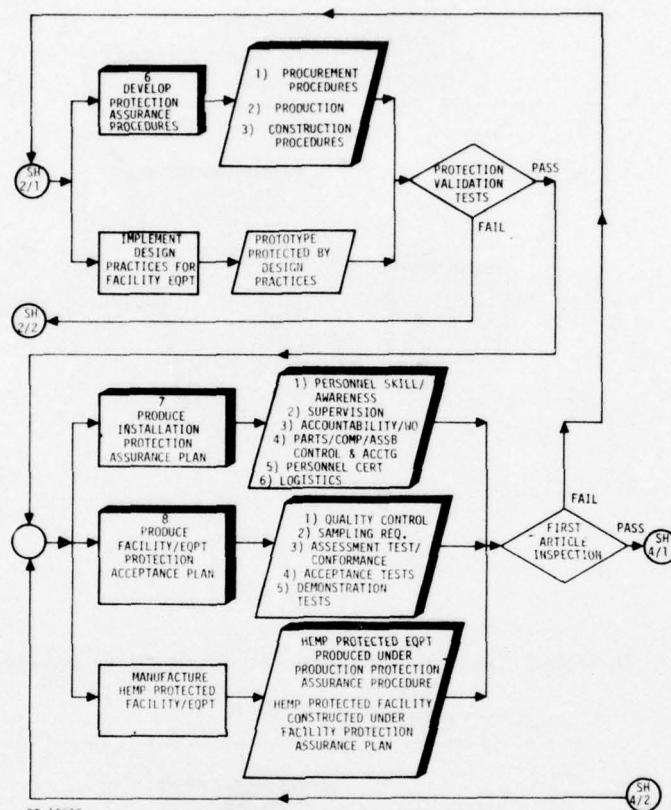 6
DEVELOP
PROTECTION
ASSURANCE
PROCEDURES
1) PROCUREMENT
PROCEDURES
2) PRODUCTION
3) CONSTRUCTION
PROCEDURES
SH
2/1
PROTECTION
VALIDATION
TESTS
PASS
FAIL
IMPLEMENT
DESIGN
PRACTICES FOR
FACILITY EQPT
PROTOTYPE
PROTECTED BY
DESIGN
PRACTICES
SH
2/2
7
PRODUCE
INSTALLATION
PROTECTION
ASSURANCE PLAN
1) PERSONNEL SKILL/
AWARENESS
2) SUPERVISION
3) ACCOUNTABILITY/WO
4) PARTS/COMP/ASSB
CONTROL & ACCTG
5) PERSONNEL CERT
6) LOGISTICS
8
PRODUCE
FACILITY/EQPT
PROTECTION
ACCEPTANCE PLAN
1) QUALITY CONTROL
2) SAMPLING REQ.
3) ASSESSMENT TEST/
CONFORMANCE
4) ACCEPTANCE TESTS
5) DEMONSTRATION
TESTS
FIRST
ARTICLE
INSPECTION
FAIL
PASS
SH
4/1
MANUFACTURE
HEMP PROTECTED
FACILITY/EQPT
HEMP PROTECTED EQPT
PRODUCED UNDER
PRODUCTION PROTECTION
ASSURANCE PROCEDURE
HEMP PROTECTED FACILITY
CONSTRUCTED UNDER
FACILITY PROTECTION
ASSURANCE PLAN
SH
4/2